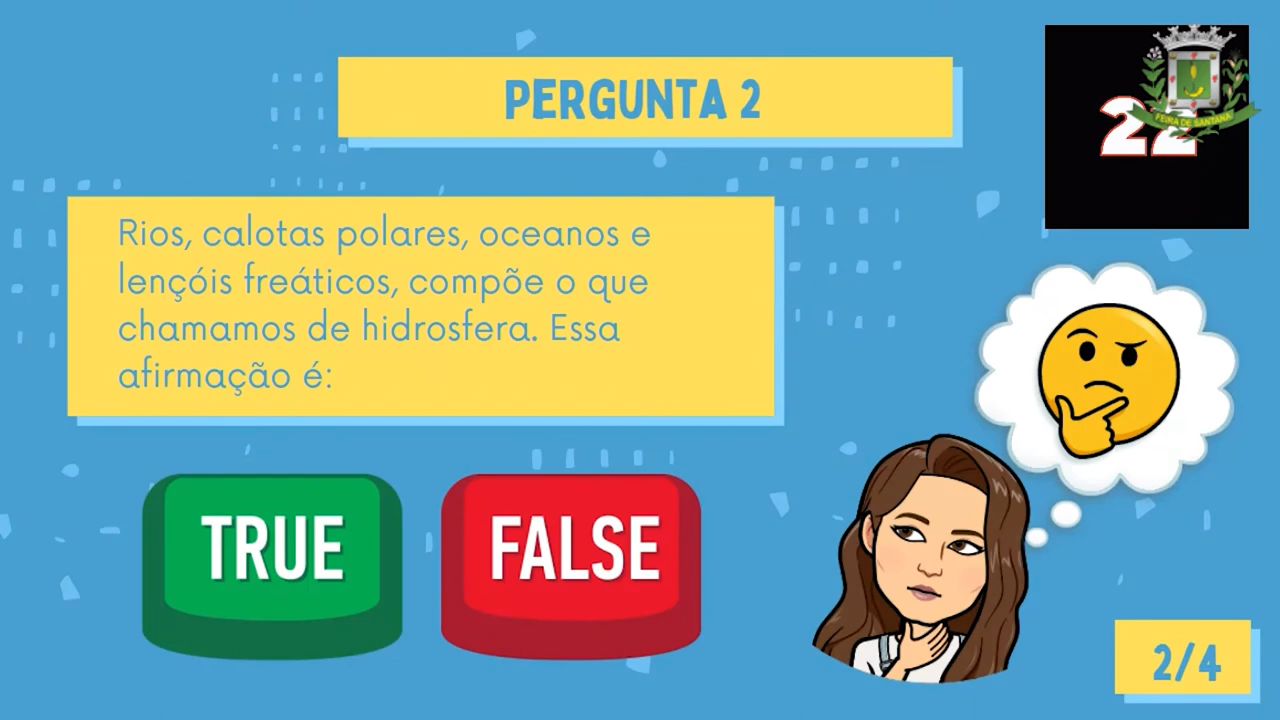 PERGUNTA 2
22
FEIRA DE SANTANA
Rios, calotas polares, oceanos e
lençóis freáticos, compõe o que
chamamos de hidrosfera. Essa
afirmação é:
TRUE
FALSE
2/4